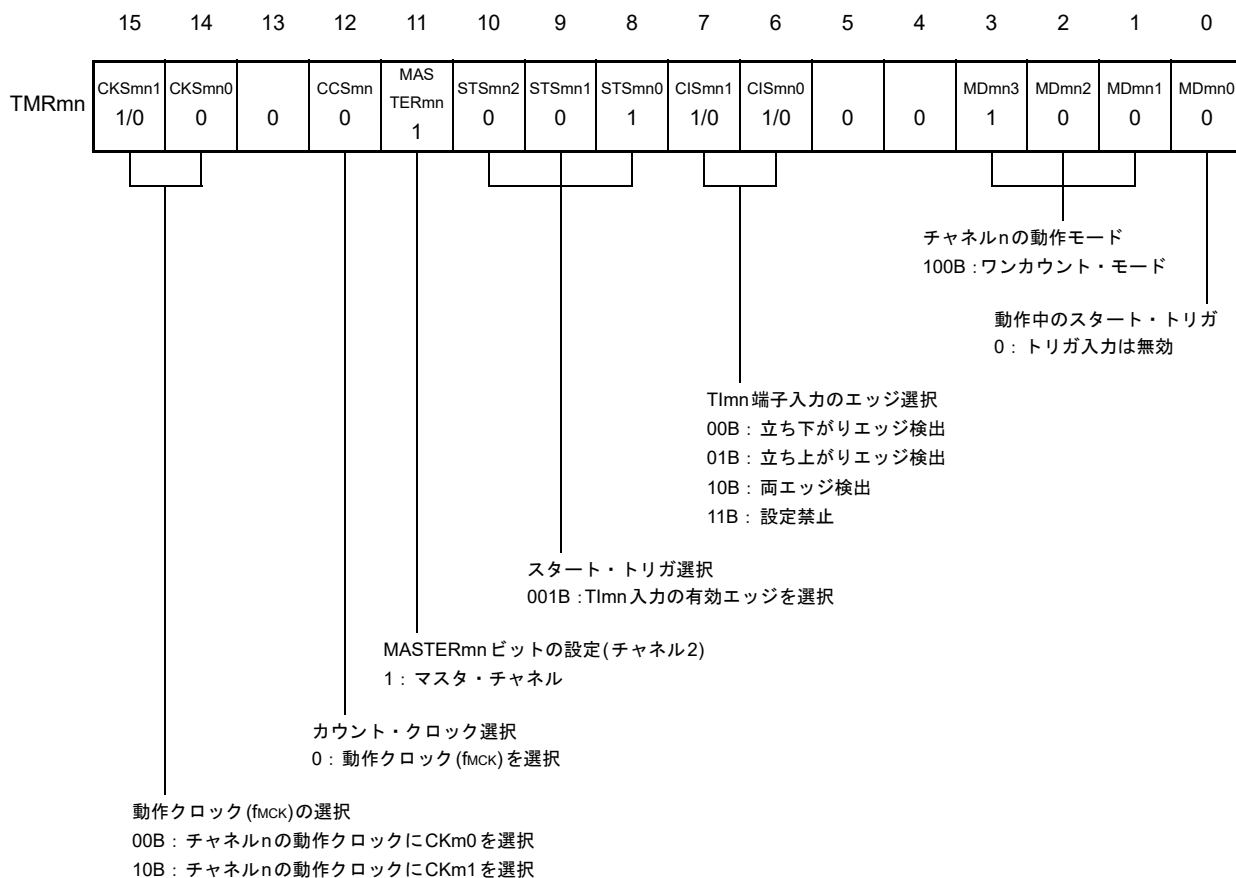 15 14 13 12 11 10 9 8 7 6 5 4 3 2 1 0
TMRmn
CKSmn1 CKSmn0 CCSmn MAS TERmn STSmn2 STSmn1 STSmn0 CISmn1 CISmn0 MDmn3 MDmn2 MDmn1 MDmn0
1/0 0 0 0 1 0 0 1 1/0 1/0 0 0 1 0 0 0
チャネルnの動作モード
100B:ワンカウント・モード
動作中のスタート・トリガ
0:トリガ入力は無効
TImn端子入力のエッジ選択
00B:立ち下がりエッジ検出
01B:立ち上がりエッジ検出
10B:両エッジ検出
11B:設定禁止
スタート・トリガ選択
001B:TImn入力の有効エッジを選択
MASTERmnビットの設定(チャネル2)
1:マスタ・チャネル
カウント・クロック選択
0:動作クロック(fMCK)を選択
動作クロック(fMCK)の選択
00B:チャネルnの動作クロックにCKm0を選択
10B:チャネルnの動作クロックにCKm1を選択